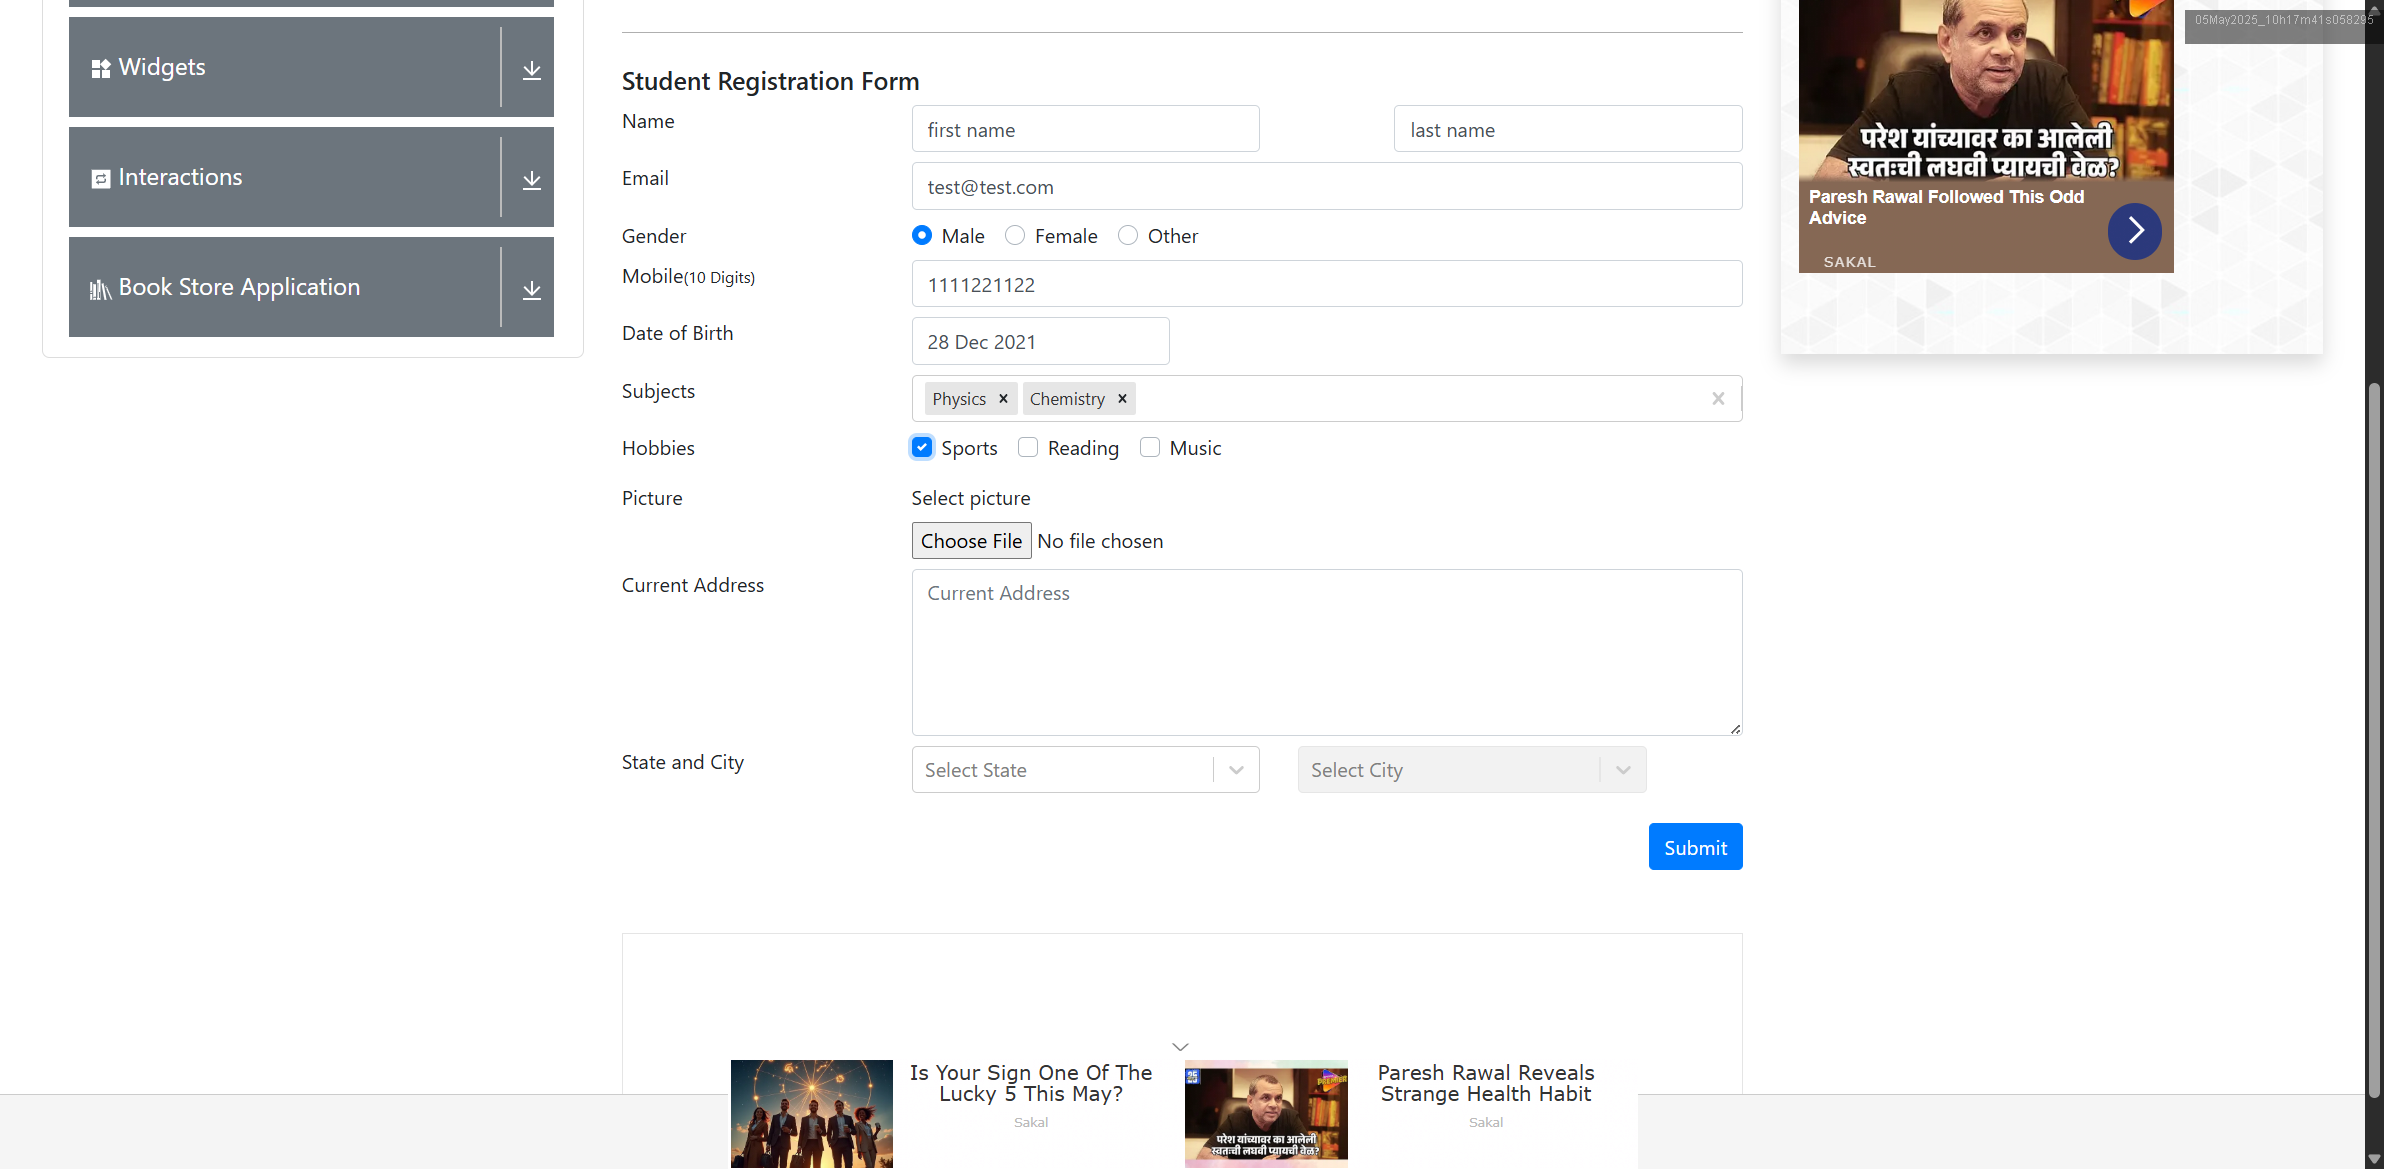 Widgets
Interactions
Book Store Application
Student Registration Form
Name
first name
last name
Email
test@test.com
Gender
Male
Female
Other
Mobile(10 Digits)
1111221122
Date of Birth
28 Dec 2021
Subjects
Physics
Chemistry
Hobbies
Sports
Reading
Music
Picture
Select picture
Choose File
No file chosen
Current Address
Current Address
State and City
Select State
Select City
Submit
05May2025_10h17m41s058295
परेश यांच्यावर का आलेली
स्वतःची लघवी प्यायची वेळ?
Paresh Rawal Followed This Odd
Advice
SAKAL
Is Your Sign One Of The
Lucky 5 This May?
Sakal
PREMIER
परेश यांच्यावर का आलेली
स्वतःची लघवी प्यायची वेळ?
Paresh Rawal Reveals
Strange Health Habit
Sakal